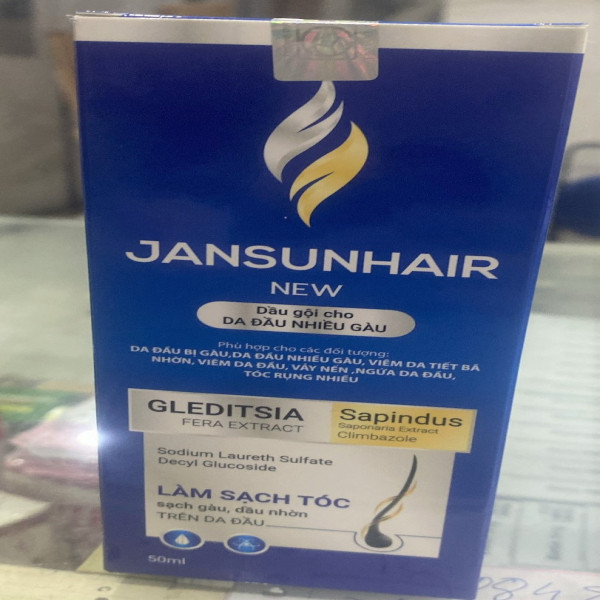 JANSUNHAIR
NEW
Dầu gội cho
DA ĐẦU NHIỀU GÀU
Phù hợp cho các đối tượng:
DA ĐẦU BỊ GÀU,DA ĐẦU NHIỀU GÀU, VIÊM DA TIẾT BÃ
NHỜN, VIÊM DA ĐẦU, VẢY NẾN ,NGỨA DA ĐẦU,
TÓC RỤNG NHIỀU
GLEDITSIA
FERA EXTRACT
Sapindus
Saponaria Extract
Climbazole
Sodium Laureth Sulfate
Decyl Glucoside
LÀM SẠCH TÓC
sạch gàu, dầu nhờn
TRÊN DA ĐẦU
50ml